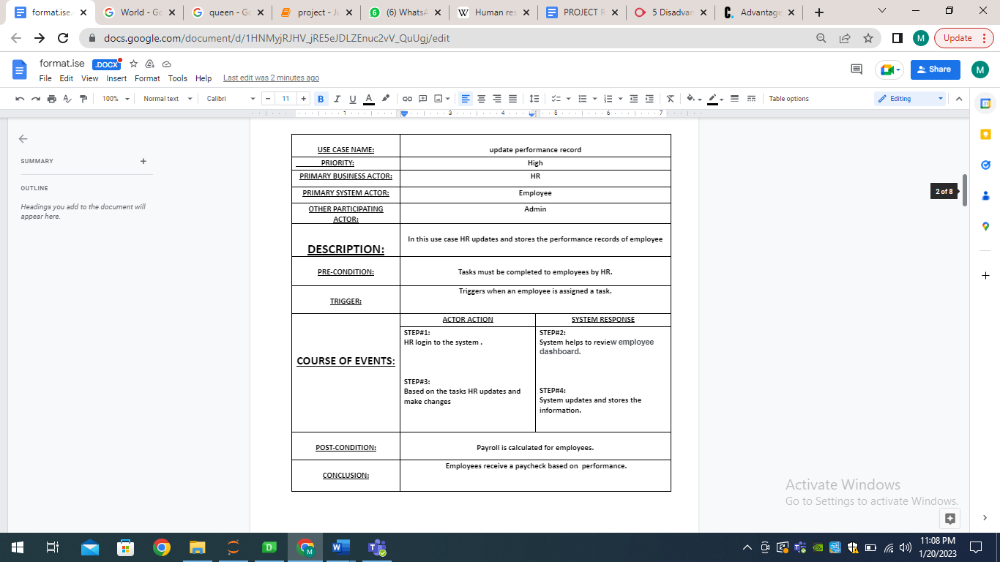 format.ise.
World - Go
queen - Go
project - Ju
(6) WhatsA
Human res
PROJECT R
5 Disadvan
Advantage
docs.google.com/document/d/1HNMyjRJHV_jRE5eJDLZEnuc2vV_QuUgj/edit
M
Update
format.ise
.DOCX
File Edit View Insert Format Tools Help
Last edit was 2 minutes ago
Share
M
100%
Normal text
Calibri
11
B I U A
Table options
Editing
1 3 4 5 6 7
SUMMARY
OUTLINE
Headings you add to the document will
appear here.
2 of 8
USE CASE NAME: update performance record
PRIORITY: High
PRIMARY BUSINESS ACTOR: HR
PRIMARY SYSTEM ACTOR: Employee
OTHER PARTICIPATING
ACTOR:
Admin
DESCRIPTION:
In this use case HR updates and stores the performance records of employee
PRE-CONDITION: Tasks must be completed to employees by HR.
TRIGGER:
Triggers when an employee is assigned a task.
COURSE OF EVENTS:
ACTOR ACTION
SYSTEM RESPONSE
STEP#1:
HR login to the system .
STEP#2:
System helps to review employee
dashboard.
STEP#3:
Based on the tasks HR updates and
make changes
STEP#4:
System updates and stores the
information.
POST-CONDITION: Payroll is calculated for employees.
CONCLUSION:
Employees receive a paycheck based on  performance.
Activate Windows
Go to Settings to activate Windows.
11:08 PM
1/20/2023